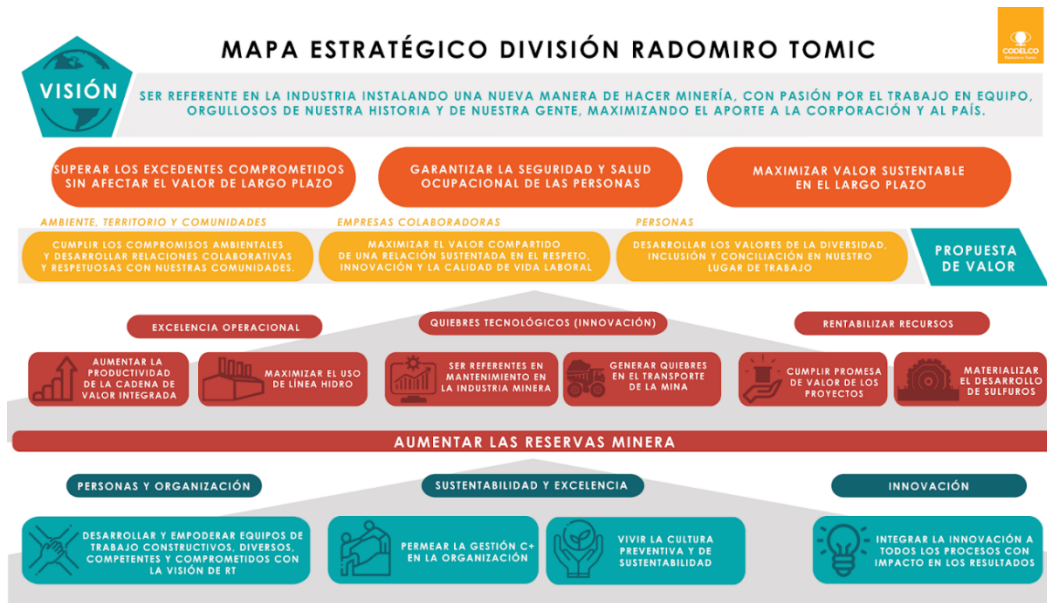 MAPA ESTRATÉGICO DIVISIÓN RADOMIRO TOMIC
CODELCO
VISIÓN
SER REFERENTE EN LA INDUSTRIA INSTALANDO UNA NUEVA MANERA DE HACER MINERÍA, CON PASIÓN POR EL TRABAJO EN EQUIPO,
ORGULLOSOS DE NUESTRA HISTORIA Y DE NUESTRA GENTE, MAXIMIZANDO EL APORTE A LA CORPORACIÓN Y AL PAÍS.
SUPERAR LOS EXCEDENTES COMPROMETIDOS
SIN AFECTAR EL VALOR DE LARGO PLAZO
GARANTIZAR LA SEGURIDAD Y SALUD
OCUPACIONAL DE LAS PERSONAS
MAXIMIZAR VALOR SUSTENTABLE
EN EL LARGO PLAZO
AMBIENTE, TERRITORIO Y COMUNIDADES
CUMPLIR LOS COMPROMISOS AMBIENTALES
Y DESARROLLAR RELACIONES COLABORATIVAS
Y RESPETUOSAS CON NUESTRAS COMUNIDADES.
EMPRESAS COLABORADORAS
MAXIMIZAR EL VALOR COMPARTIDO
DE UNA RELACIÓN SUSTENTADA EN EL RESPETO,
INNOVACIÓN Y LA CALIDAD DE VIDA LABORAL
PERSONAS
DESARROLLAR LOS VALORES DE LA DIVERSIDAD,
INCLUSIÓN Y CONCILIACIÓN EN NUESTRO
LUGAR DE TRABAJO
PROPUESTA
DE VALOR
EXCELENCIA OPERACIONAL
AUMENTAR LA
PRODUCTIVIDAD
DE LA CADENA DE
VALOR INTEGRADA
MAXIMIZAR EL USO
DE LÍNEA HIDRO
QUIEBRES TECNOLÓGICOS (INNOVACIÓN)
SER REFERENTES EN
MANTENIMIENTO EN
LA INDUSTRIA MINERA
GENERAR QUIEBRES
EN EL TRANSPORTE
DE LA MINA
RENTABILIZAR RECURSOS
CUMPLIR PROMESA
DE VALOR DE LOS
PROYECTOS
MATERIALIZAR
EL DESARROLLO
DE SULFUROS
AUMENTAR LAS RESERVAS MINERA
PERSONAS Y ORGANIZACIÓN
DESARROLLAR Y EMPODERAR EQUIPOS DE
TRABAJO CONSTRUCTIVOS, DIVERSOS,
COMPETENTES Y COMPROMETIDOS CON
LA VISIÓN DE RT
SUSTENTABILIDAD Y EXCELENCIA
PERMEAR LA GESTIÓN C+
EN LA ORGANIZACIÓN
VIVIR LA CULTURA
PREVENTIVA Y DE
SUSTENTABILIDAD
INNOVACIÓN
INTEGRAR LA INNOVACIÓN A
TODOS LOS PROCESOS CON
IMPACTO EN LOS RESULTADOS